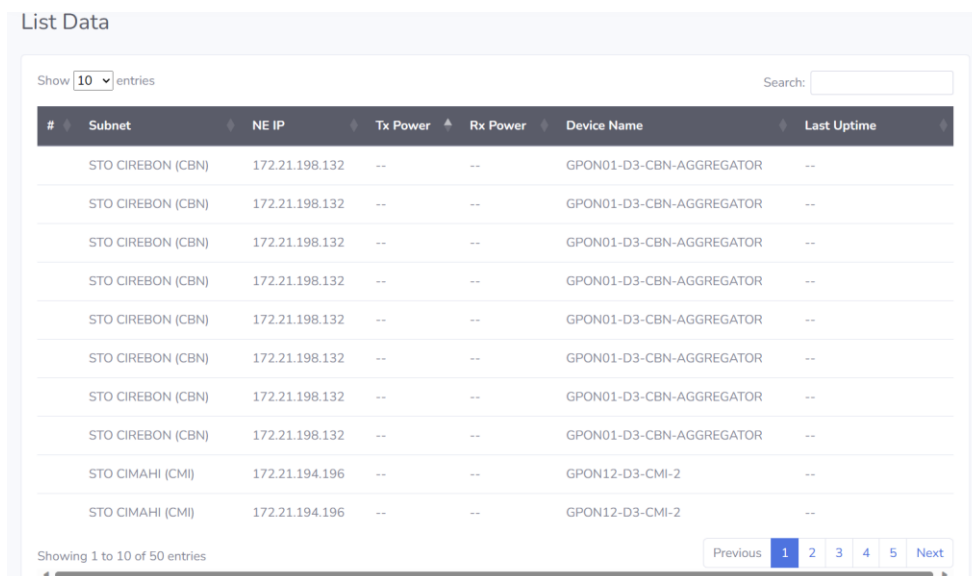 List Data
Show 10 entries Search:
# Subnet NE IP Tx Power Rx Power Device Name Last Uptime
STO CIREBON (CBN) 172.21.198.132 -- -- GPON01-D3-CBN-AGGREGATOR --
STO CIREBON (CBN) 172.21.198.132 -- -- GPON01-D3-CBN-AGGREGATOR --
STO CIREBON (CBN) 172.21.198.132 -- -- GPON01-D3-CBN-AGGREGATOR --
STO CIREBON (CBN) 172.21.198.132 -- -- GPON01-D3-CBN-AGGREGATOR --
STO CIREBON (CBN) 172.21.198.132 -- -- GPON01-D3-CBN-AGGREGATOR --
STO CIREBON (CBN) 172.21.198.132 -- -- GPON01-D3-CBN-AGGREGATOR --
STO CIREBON (CBN) 172.21.198.132 -- -- GPON01-D3-CBN-AGGREGATOR --
STO CIREBON (CBN) 172.21.198.132 -- -- GPON01-D3-CBN-AGGREGATOR --
STO CIMAHI (CMI) 172.21.194.196 -- -- GPON12-D3-CMI-2 --
STO CIMAHI (CMI) 172.21.194.196 -- -- GPON12-D3-CMI-2 --
Showing 1 to 10 of 50 entries Previous 1 2 3 4 5 Next